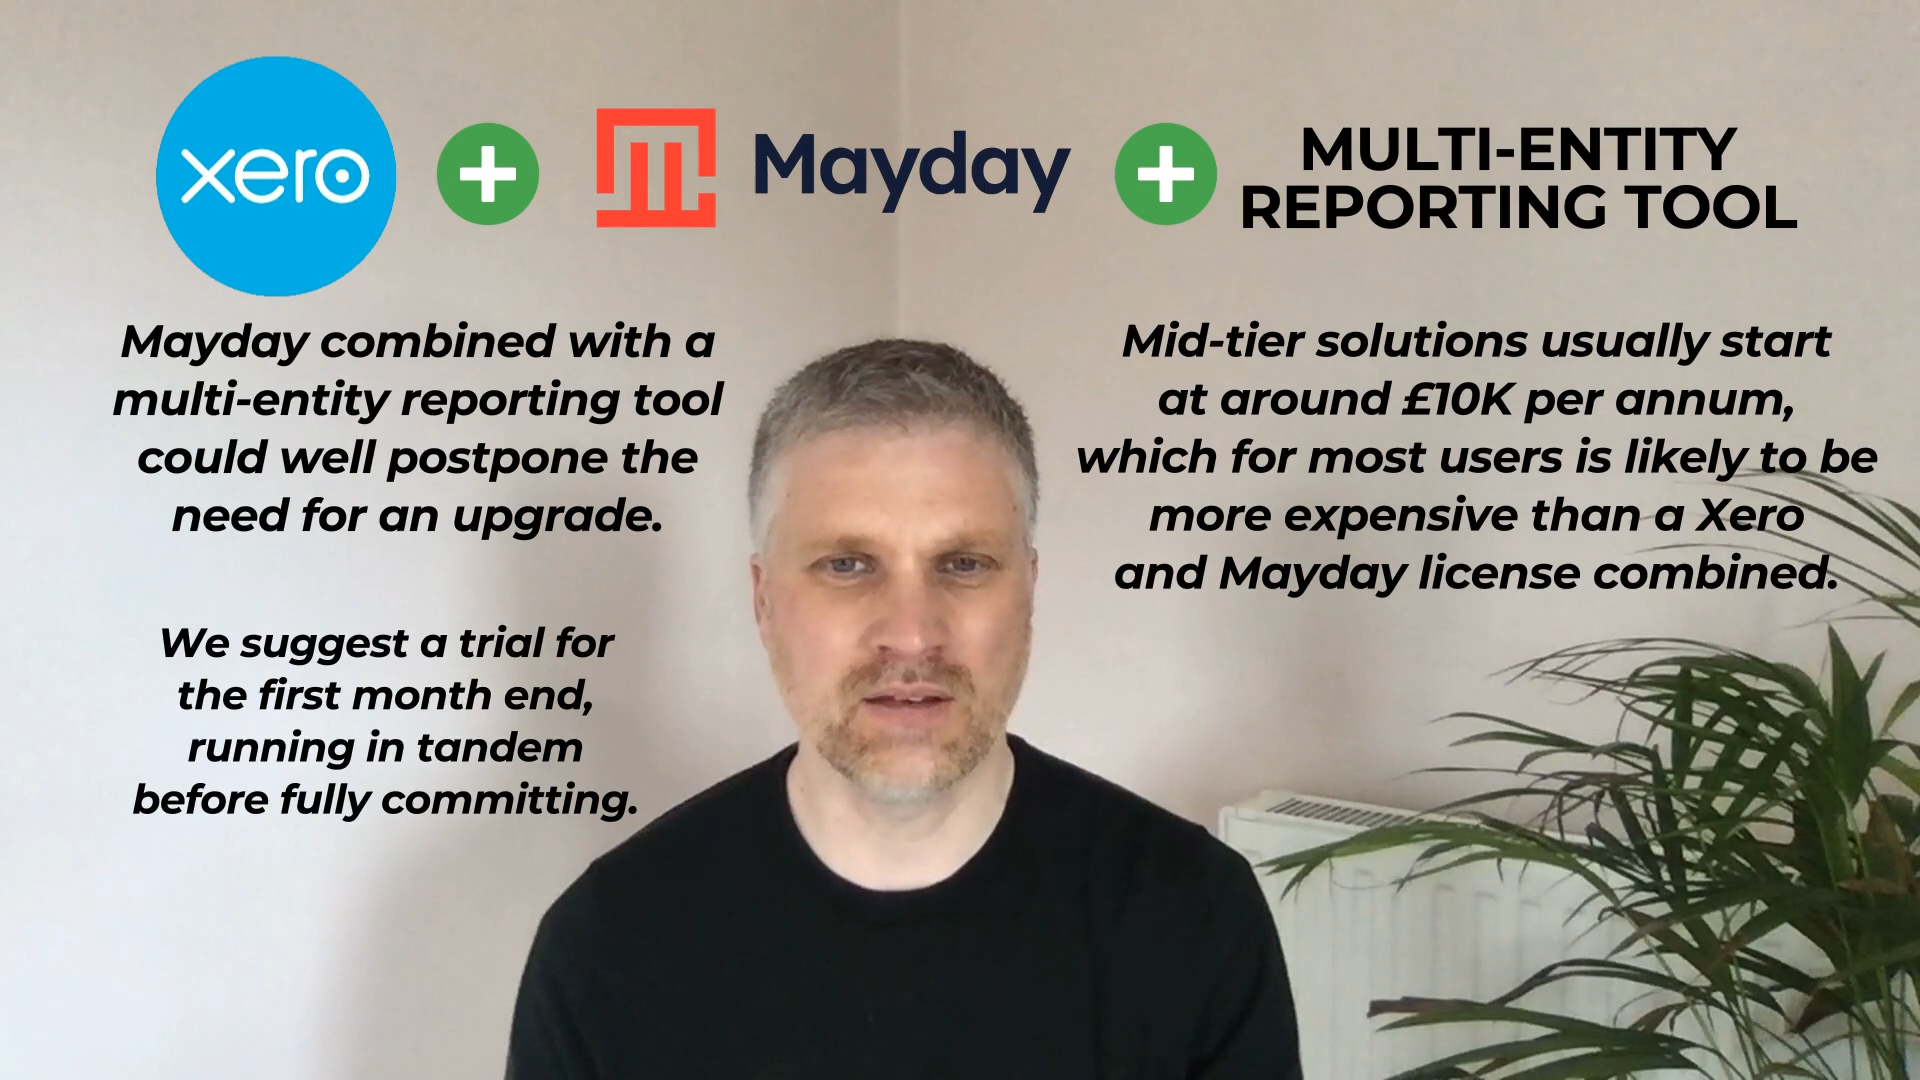 xero
Mayday
MULTI-ENTITY
REPORTING TOOL
Mayday combined with a
multi-entity reporting tool
could well postpone the
need for an upgrade.
We suggest a trial for
the first month end,
running in tandem
before fully committing.
Mid-tier solutions usually start
at around £10K per annum,
which for most users is likely to be
more expensive than a Xero
and Mayday license combined.